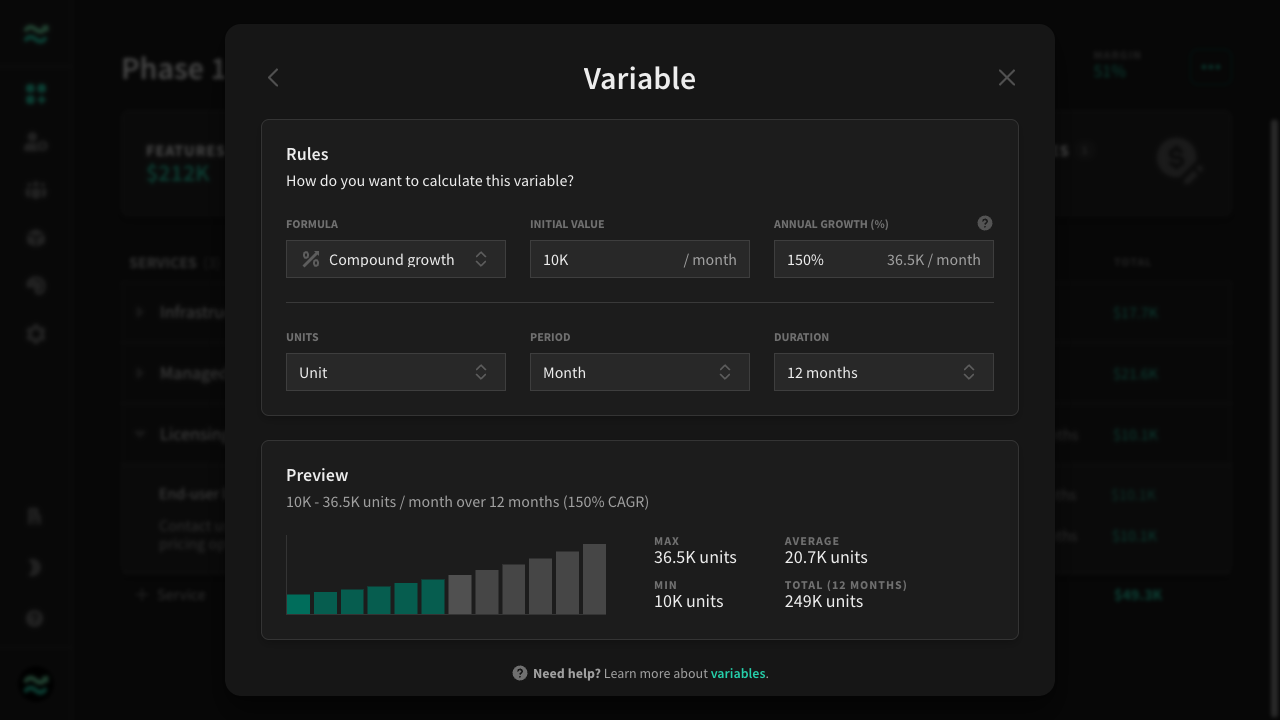 Phase 1
MARGIN
51%
FEATURES
$212K
SERVICES
TOTAL
$17.7K
Managed
$21.6K
Licensing
$10.1K
End-user
$10.1K
Contact
pricing
$10.1K
Service
$49.3K
Variable
Rules
How do you want to calculate this variable?
FORMULA
INITIAL VALUE
ANNUAL GROWTH (%)
Compound growth
10K / month
150% 36.5K / month
UNITS
PERIOD
DURATION
Unit
Month
12 months
Preview
10K - 36.5K units / month over 12 months (150% CAGR)
MAX
36.5K units
AVERAGE
20.7K units
MIN
10K units
TOTAL (12 MONTHS)
249K units
Need help? Learn more about variables.